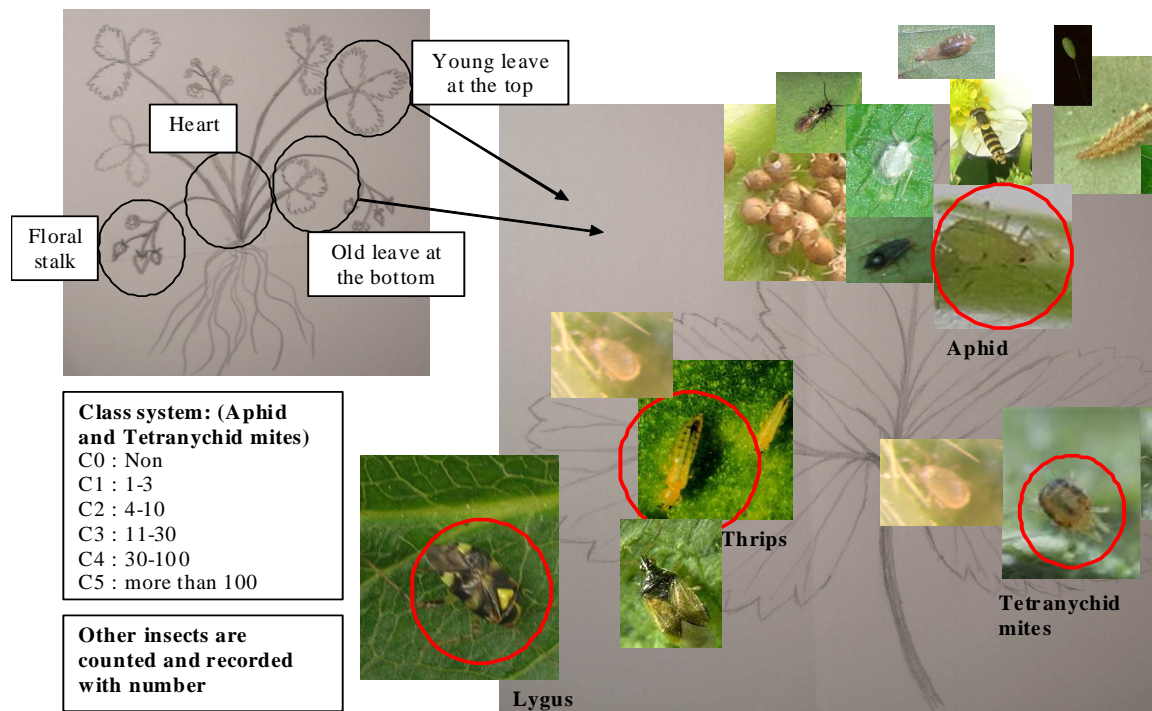 Young leave
at the top
Heart
Floral
stalk
Old leave at
the bottom
Aphid
Class system: (Aphid
and Tetranychid mites)
C0 : Non
C1 : 1-3
C2 : 4-10
C3 : 11-30
C4 : 30-100
C5 : more than 100
Thrips
Tetranychid
mites
Other insects are
counted and recorded
with number
Lygus